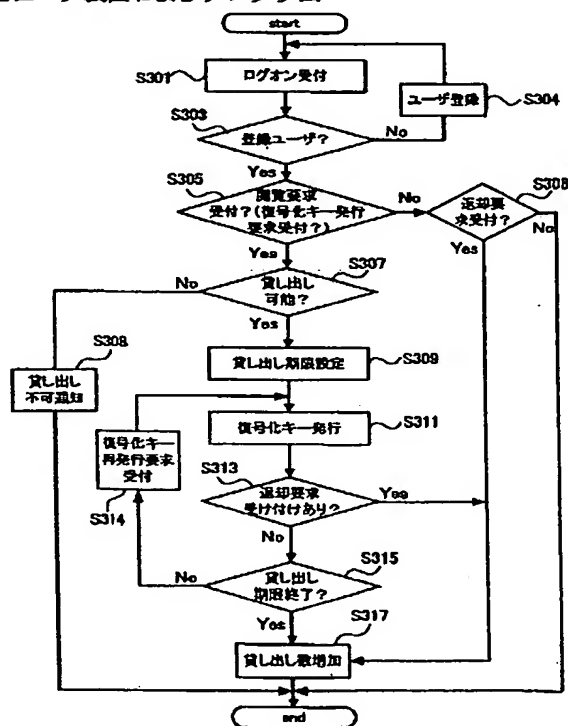 start
S301
ログオン受付
ユーザ登録
S304
S303
登録ユーザ?
No
Yes
S305
閲覧要求
受付?(復号化キー発行
要求受付?)
No
S306
返却要
求受付?
No
Yes
Yes
S307
No
貸し出し
可能?
Yes
S308
貸し出し
不可通知
貸し出し期限設定
S309
復号化キー発行
S311
復号化キー
再発行要求
受付
S314
S313
返却要求
受け付けあり?
Yes
No
S315
No
貸し出し
期限終了?
Yes
S317
貸し出し数増加
end